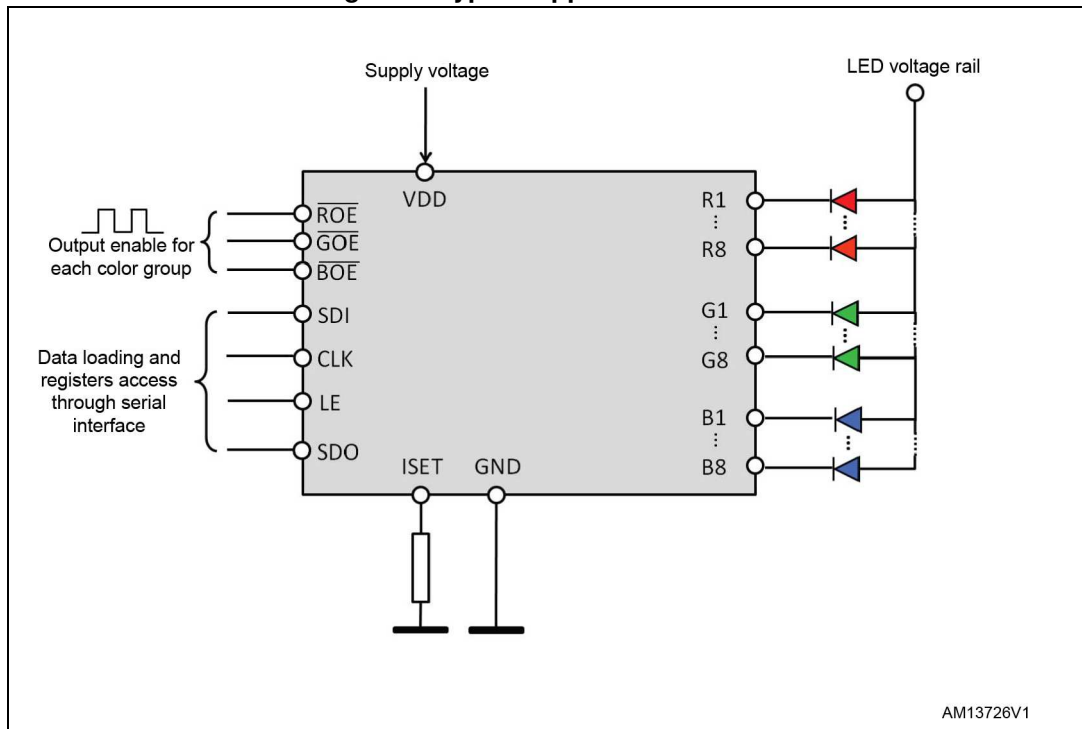 Supply voltage
LED voltage rail
VDD
ROE
GOE
BOE
Output enable for
each color group
SDI
CLK
LE
SDO
Data loading and
registers access
through serial
interface
ISET
GND
R1
R8
G1
G8
B1
B8
AM13726V1